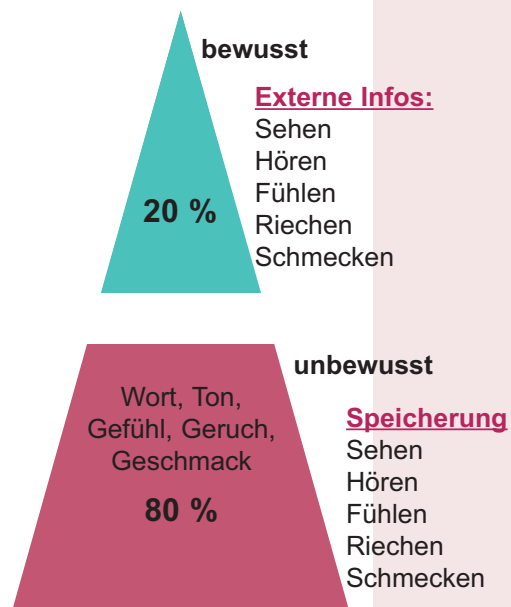 bewusst
Externe Infos:
Sehen
Hören
Fühlen
Riechen
Schmecken
20 %
unbewusst
Wort, Ton,
Gefühl, Geruch,
Geschmack
80 %
Speicherung
Sehen
Hören
Fühlen
Riechen
Schmecken